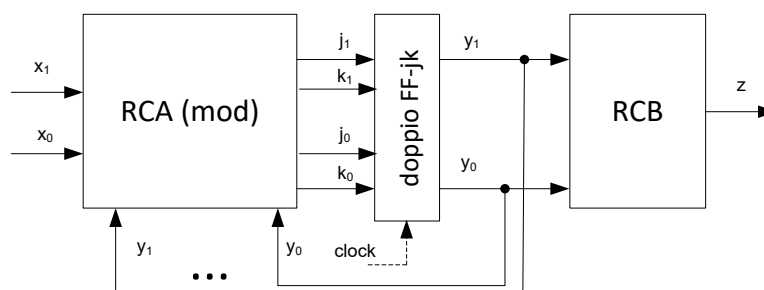 x₁
x₀
RCA (mod)
j₁
k₁
j₀
k₀
doppio FF-jk
y₁
y₀
RCB
z
y₁
y₀
clock
...